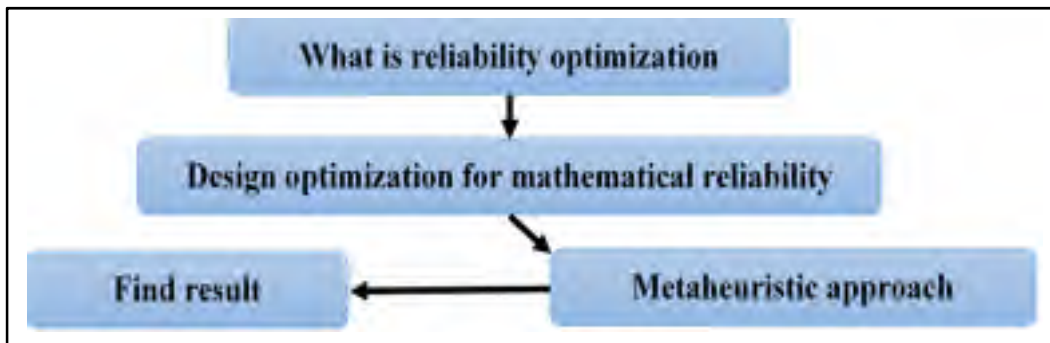 What is reliability optimization
Design optimization for mathematical reliability
Metaheuristic approach
Find result